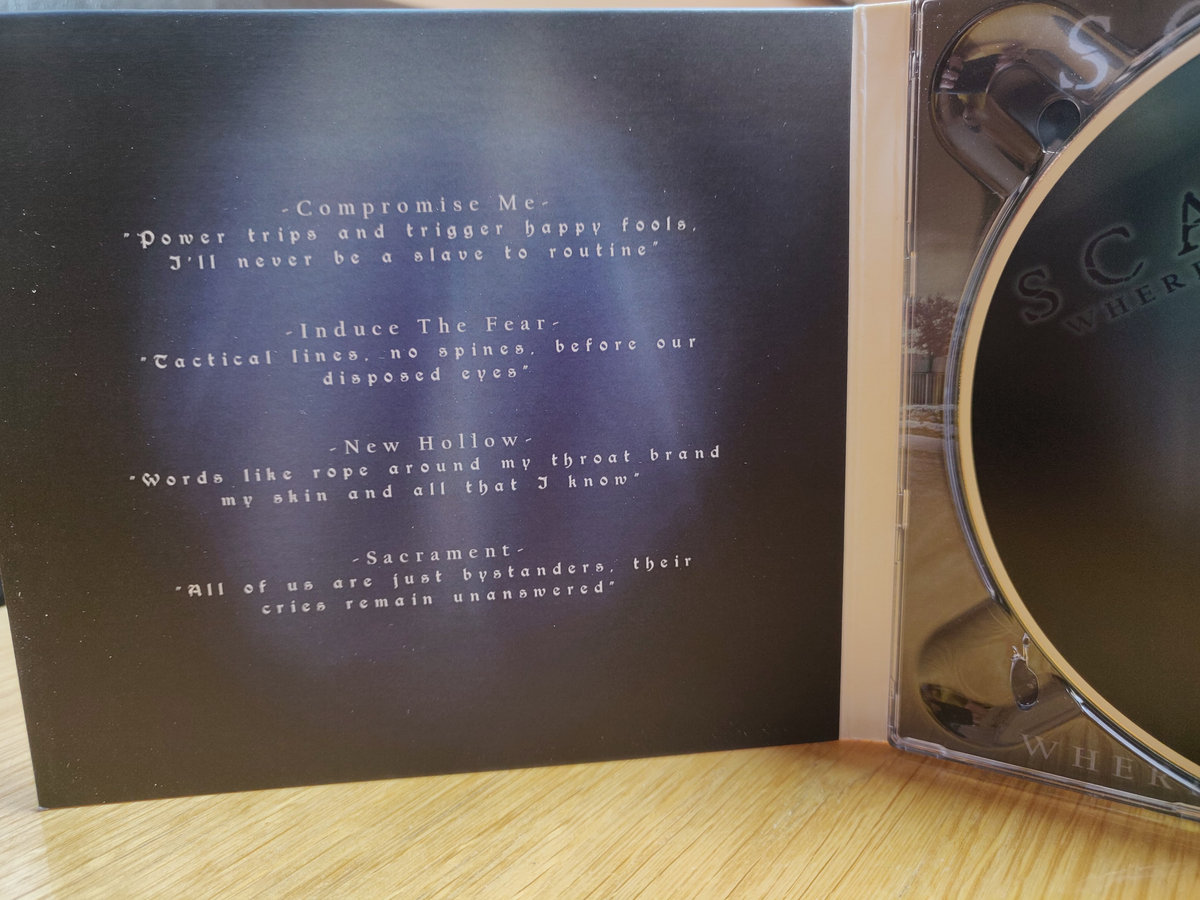 -Compromise Me-
"Power trips and trigger happy fools,
I'll never be a slave to routine"
-Induce The Fear-
"Tactical lines, no spines, before our
disposed eyes"
-New Hollow-
"Words like rope around my throat brand
my skin and all that I know"
-Sacrament-
"All of us are just bystanders, their
cries remain unanswered"